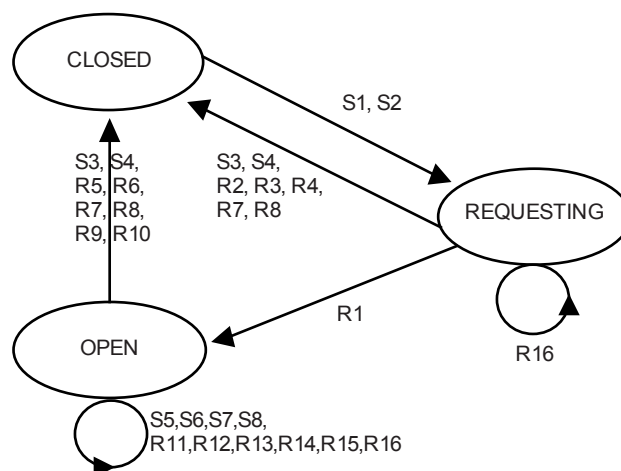 CLOSED
S1, S2
S3, S4,
R5, R6,
R7, R8,
R9, R10
S3, S4,
R2, R3, R4,
R7, R8
REQUESTING
R1
R16
OPEN
S5,S6,S7,S8,
R11,R12,R13,R14,R15,R16